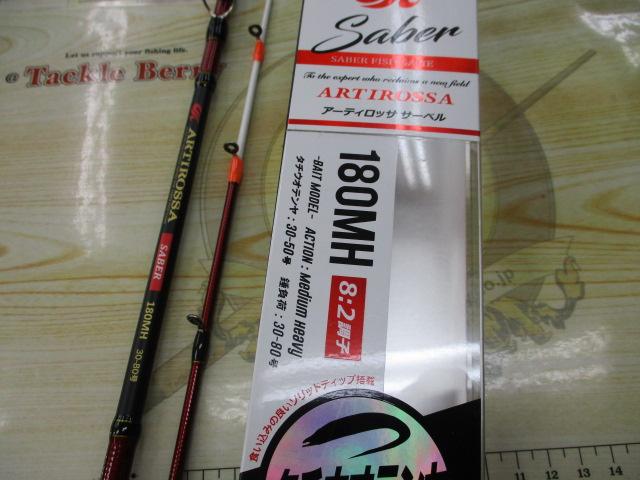 Let us support your fishing life.
@ Tackle Berry
ARTIROSSA
SABER
180MH
30-80号
Saber
SABER FISH GAME
To the expert who reclaims a new field
ARTIROSSA
アーティロッサ サーベル
180MH
8:2調子
-BAIT MODEL- ACTION:Medium Heavy
タチウオテンヤ:30-50号 錘負荷:30-80号
食い込みの良いソリッドティップ搭載
11 12 13 14